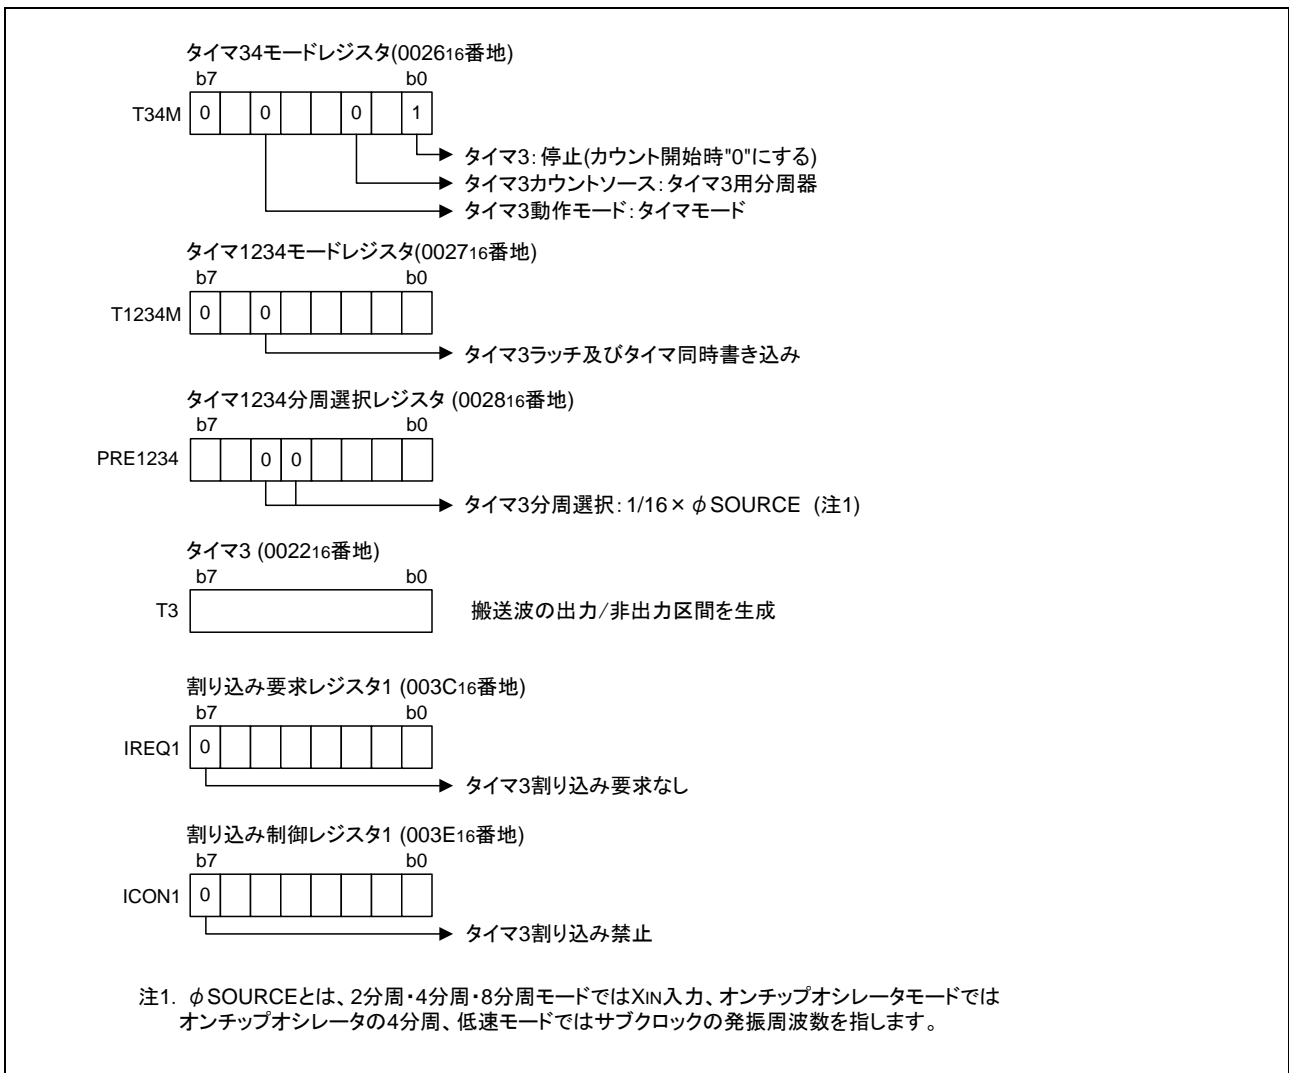 タイマ34モードレジスタ(002616番地)
b7 b0
T34M 0 0 0 1
タイマ3:停止(カウント開始時"0"にする)
タイマ3カウントソース:タイマ3用分周器
タイマ3動作モード:タイマモード
タイマ1234モードレジスタ(002716番地)
b7 b0
T1234M 0 0
タイマ3ラッチ及びタイマ同時書き込み
タイマ1234分周選択レジスタ (002816番地)
b7 b0
PRE1234 0 0
タイマ3分周選択:1/16×φSOURCE (注1)
タイマ3 (002216番地)
b7 b0
T3 搬送波の出力/非出力区間を生成
割り込み要求レジスタ1 (003C16番地)
b7 b0
IREQ1 0
タイマ3割り込み要求なし
割り込み制御レジスタ1 (003E16番地)
b7 b0
ICON1 0
タイマ3割り込み禁止
注1. φSOURCEとは、2分周・4分周・8分周モードではXIN入力、オンチップオシレータモードでは
オンチップオシレータの4分周、低速モードではサブクロックの発振周波数を指します。